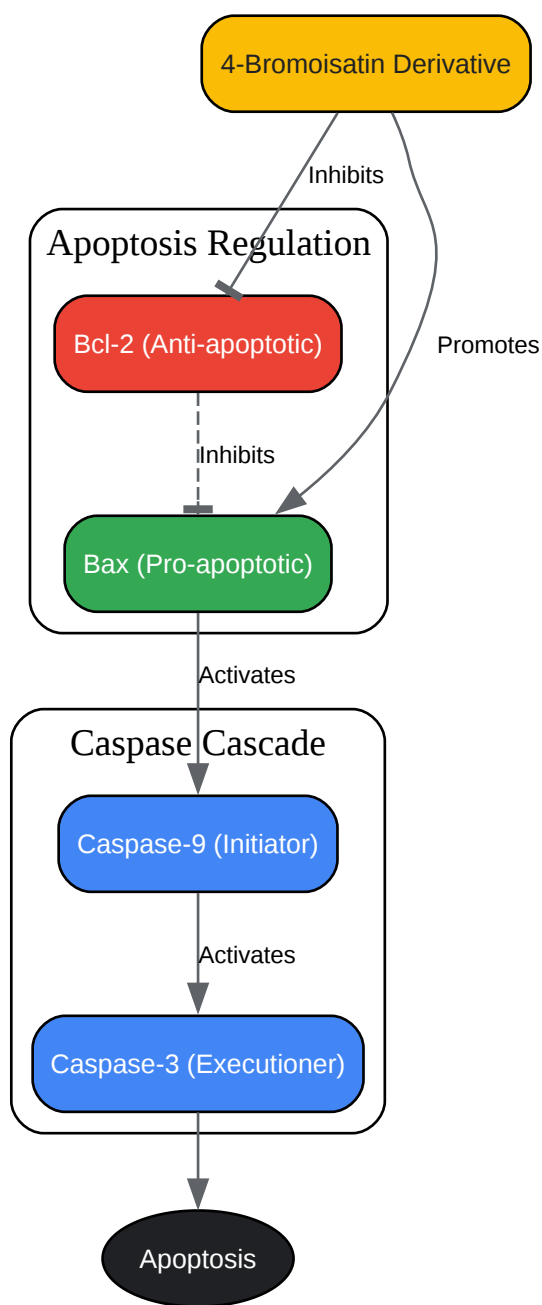 4-Bromoisatin Derivative
Inhibits
Apoptosis Regulation
Bcl-2 (Anti-apoptotic)
Promotes
Inhibits
Bax (Pro-apoptotic)
Activates
Caspase Cascade
Caspase-9 (Initiator)
Activates
Caspase-3 (Executioner)
Apoptosis